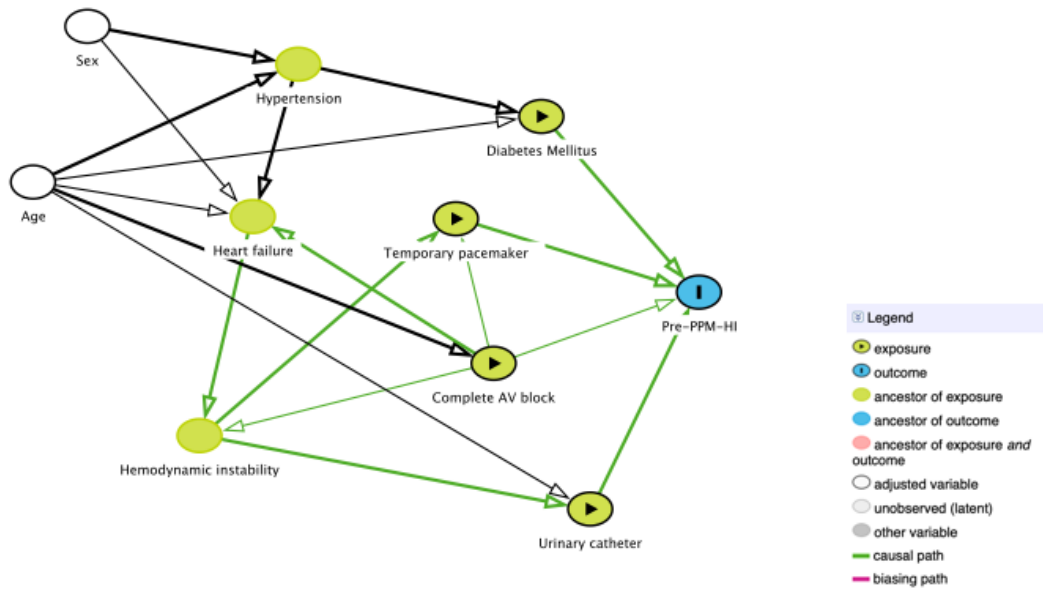 Sex
Hypertension
Diabetes Mellitus
Age
Heart failure
Temporary pacemaker
Pre-PPM-HI
Complete AV block
Hemodynamic instability
Urinary catheter
Legend
exposure
outcome
ancestor of exposure
ancestor of outcome
ancestor of exposure and
outcome
adjusted variable
unobserved (latent)
other variable
causal path
biasing path